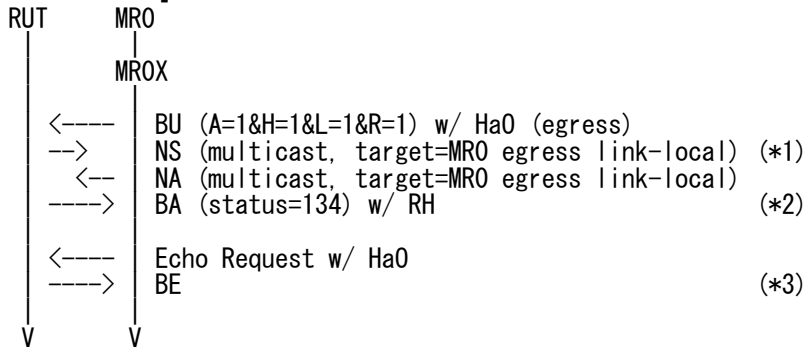 RUT MR0
MR0X
<---- BU (A=1&H=1&L=1&R=1) w/ HaO (egress)
--> NS (multicast, target=MR0 egress link-local) (*1)
<-- NA (multicast, target=MR0 egress link-local)
----> BA (status=134) w/ RH (*2)
<---- Echo Request w/ HaO
----> BE (*3)
V V